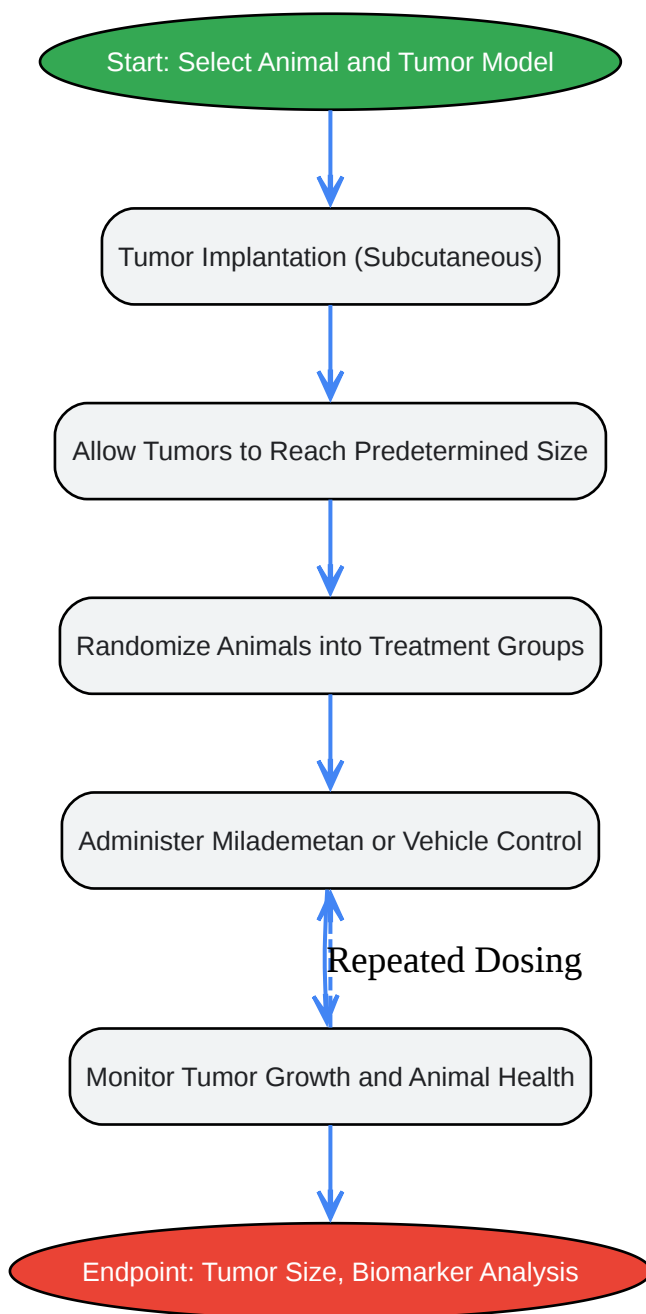 Start: Select Animal and Tumor Model
Tumor Implantation (Subcutaneous)
Allow Tumors to Reach Predetermined Size
Randomize Animals into Treatment Groups
Administer Milademetan or Vehicle Control
Repeated Dosing
Monitor Tumor Growth and Animal Health
Endpoint: Tumor Size, Biomarker Analysis